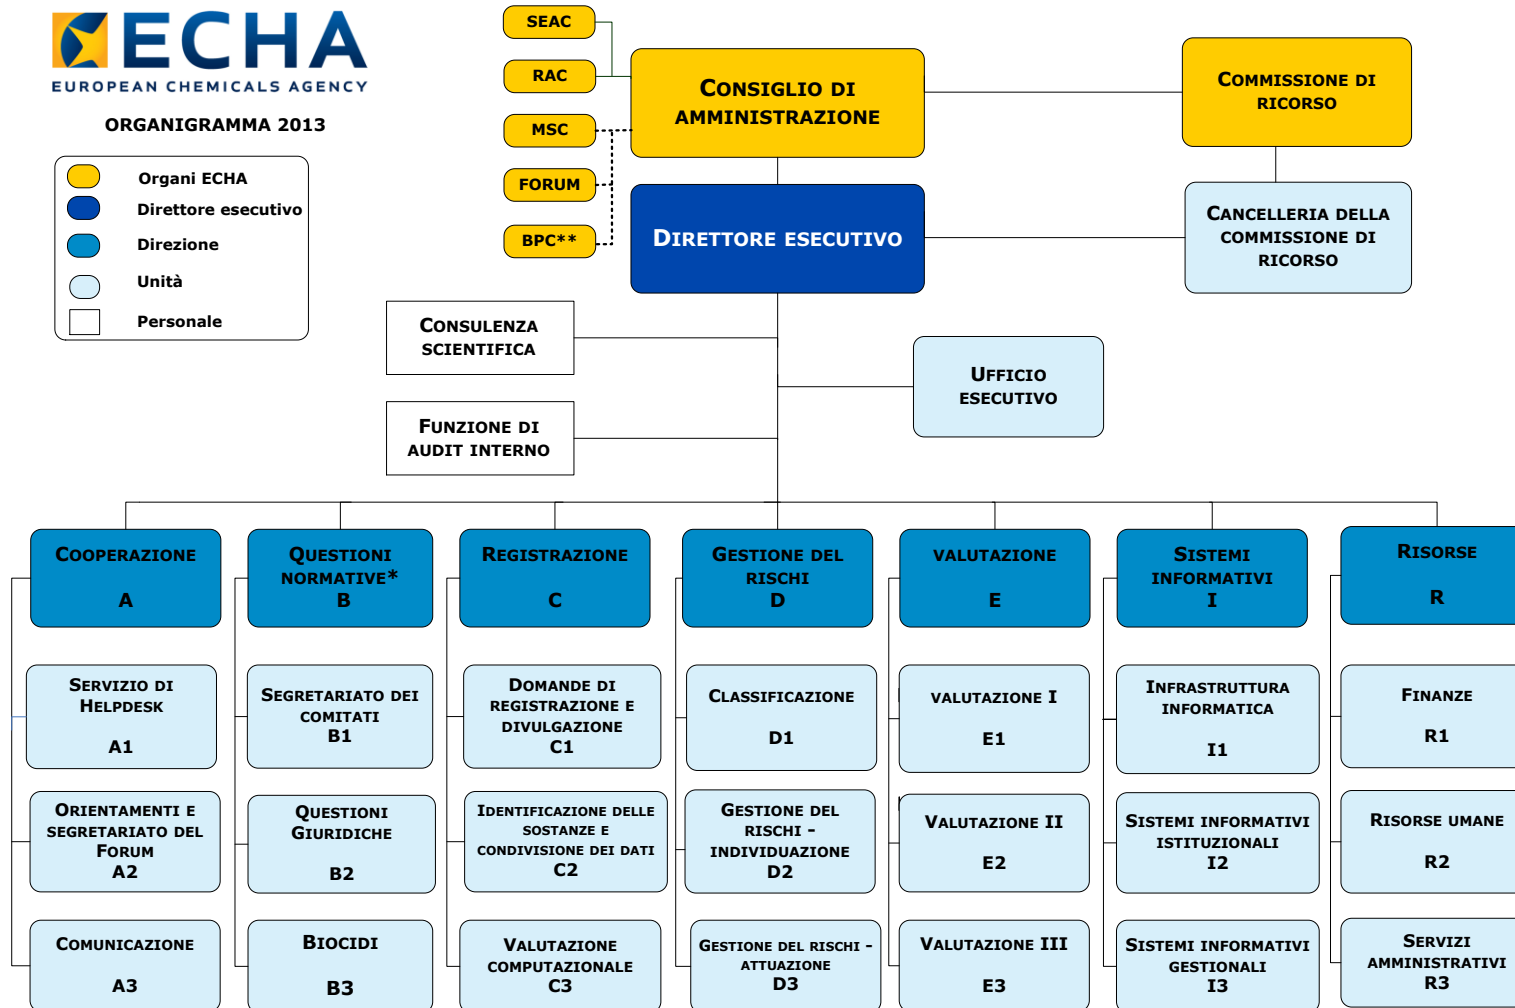 ECHA
EUROPEAN CHEMICALS AGENCY
ORGANIGRAMMA 2013
Organi ECHA
Direttore esecutivo
Direzione
Unità
Personale
SEAC
RAC
MSC
FORUM
BPC**
CONSIGLIO DI
AMMINISTRAZIONE
COMMISSIONE DI
RICORSO
DIRETTORE ESECUTIVO
CANCELLERIA DELLA
COMMISSIONE DI
RICORSO
CONSULENZA
SCIENTIFICA
UFFICIO
ESECUTIVO
FUNZIONE DI
AUDIT INTERNO
COOPERAZIONE
A
QUESTIONI
NORMATIVE*
B
REGISTRAZIONE
C
GESTIONE DEL
RISCHI
D
VALUTAZIONE
E
SISTEMI
INFORMATIVI
I
RISORSE
R
SERVIZIO DI
HELPDESK
A1
SEGRETARIATO DEI
COMITATI
B1
DOMANDE DI
REGISTRAZIONE E
DIVULGAZIONE
C1
CLASSIFICAZIONE
D1
VALUTAZIONE I
E1
INFRASTRUTTURA
INFORMATICA
I1
FINANZE
R1
ORIENTAMENTI E
SEGRETARIATO DEL
FORUM
A2
QUESTIONI
GIURIDICHE
B2
IDENTIFICAZIONE DELLE
SOSTANZE E
CONDIVISIONE DEI DATI
C2
GESTIONE DEL
RISCHI -
INDIVIDUAZIONE
D2
VALUTAZIONE II
E2
SISTEMI INFORMATIVI
ISTITUZIONALI
I2
RISORSE UMANE
R2
COMUNICAZIONE
A3
BIOCIDI
B3
VALUTAZIONE
COMPUTAZIONALE
C3
GESTIONE DEL RISCHI -
ATTUAZIONE
D3
VALUTAZIONE III
E3
SISTEMI INFORMATIVI
GESTIONALI
I3
SERVIZI
AMMINISTRATIVI
R3